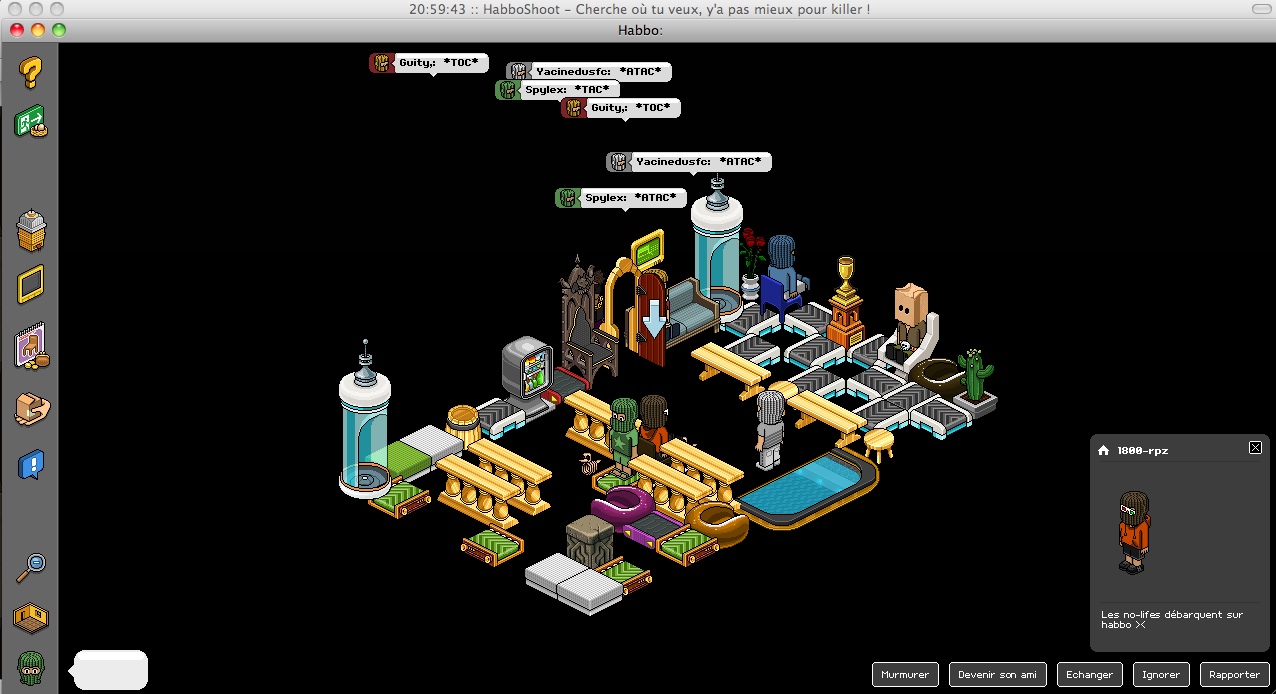 20:59:43 :: HabboShoot - Cherche où tu veux, y'a pas mieux pour killer !
Habbo:
Guity,: *TOC*
Yacinedusfc: *ATAC*
Spylex: *TAC*
Guity,: *TOC*
Yacinedusfc: *ATAC*
Spylex: *ATAC*
1800-rpz
Les no-lifes débarquent sur
habbo ><
Murmurer
Devenir son ami
Echanger
Ignorer
Rapporter